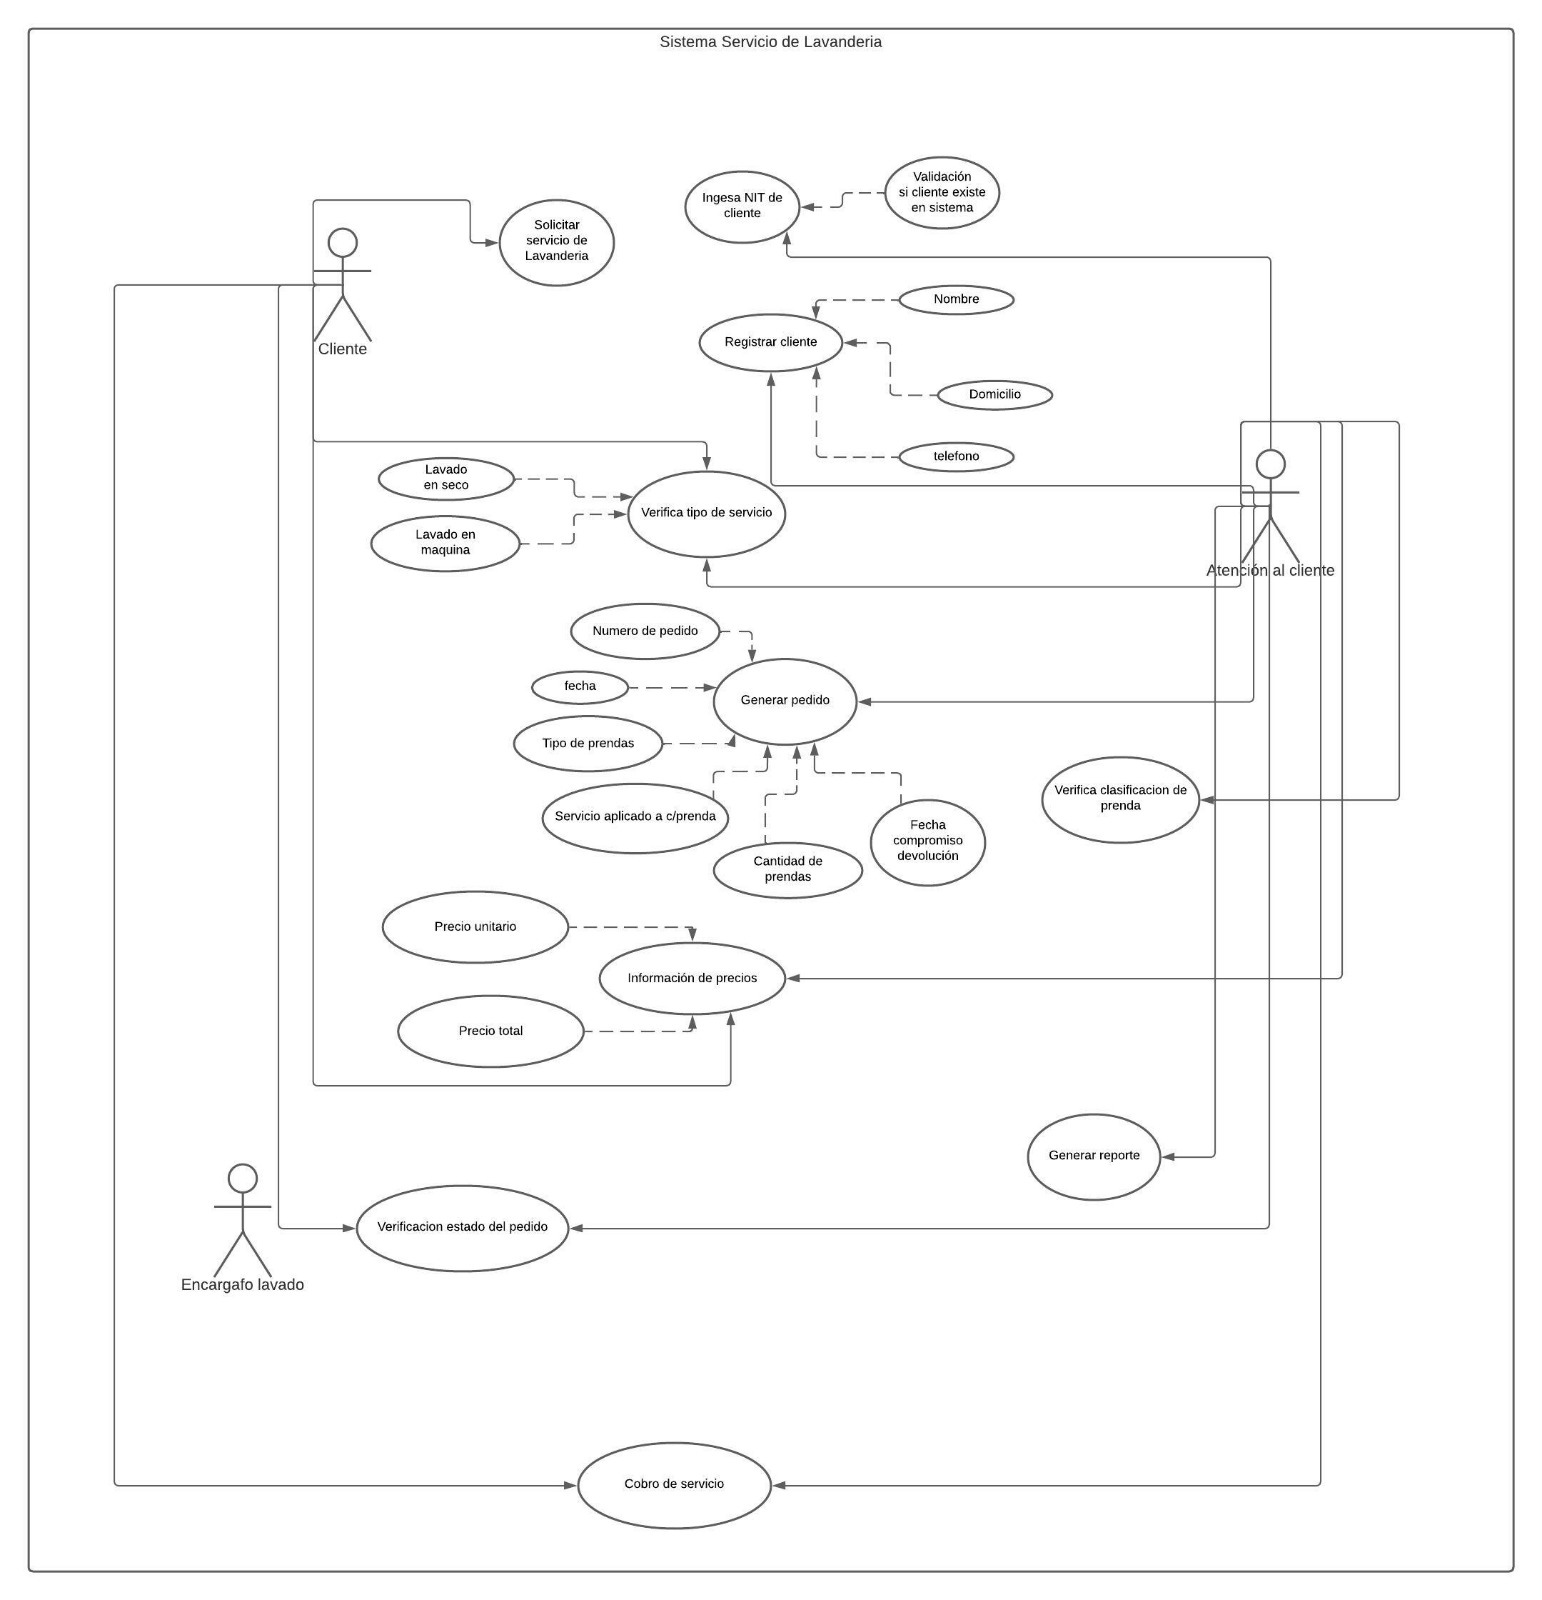 Sistema Servicio de Lavanderia
Validación
si cliente existe
en sistema
Ingesa NIT de
cliente
Solicitar
servicio de
Lavanderia
Nombre
Registrar cliente
Cliente
Domicilio
telefono
Lavado
en seco
Verifica tipo de servicio
Lavado en
maquina
Atención al cliente
Numero de pedido
fecha
Generar pedido
Tipo de prendas
Verifica clasificacion de
prenda
Servicio aplicado a c/prenda
Fecha
compromiso
devolución
Cantidad de
prendas
Precio unitario
Información de precios
Precio total
Generar reporte
Verificacion estado del pedido
Encargafo lavado
Cobro de servicio